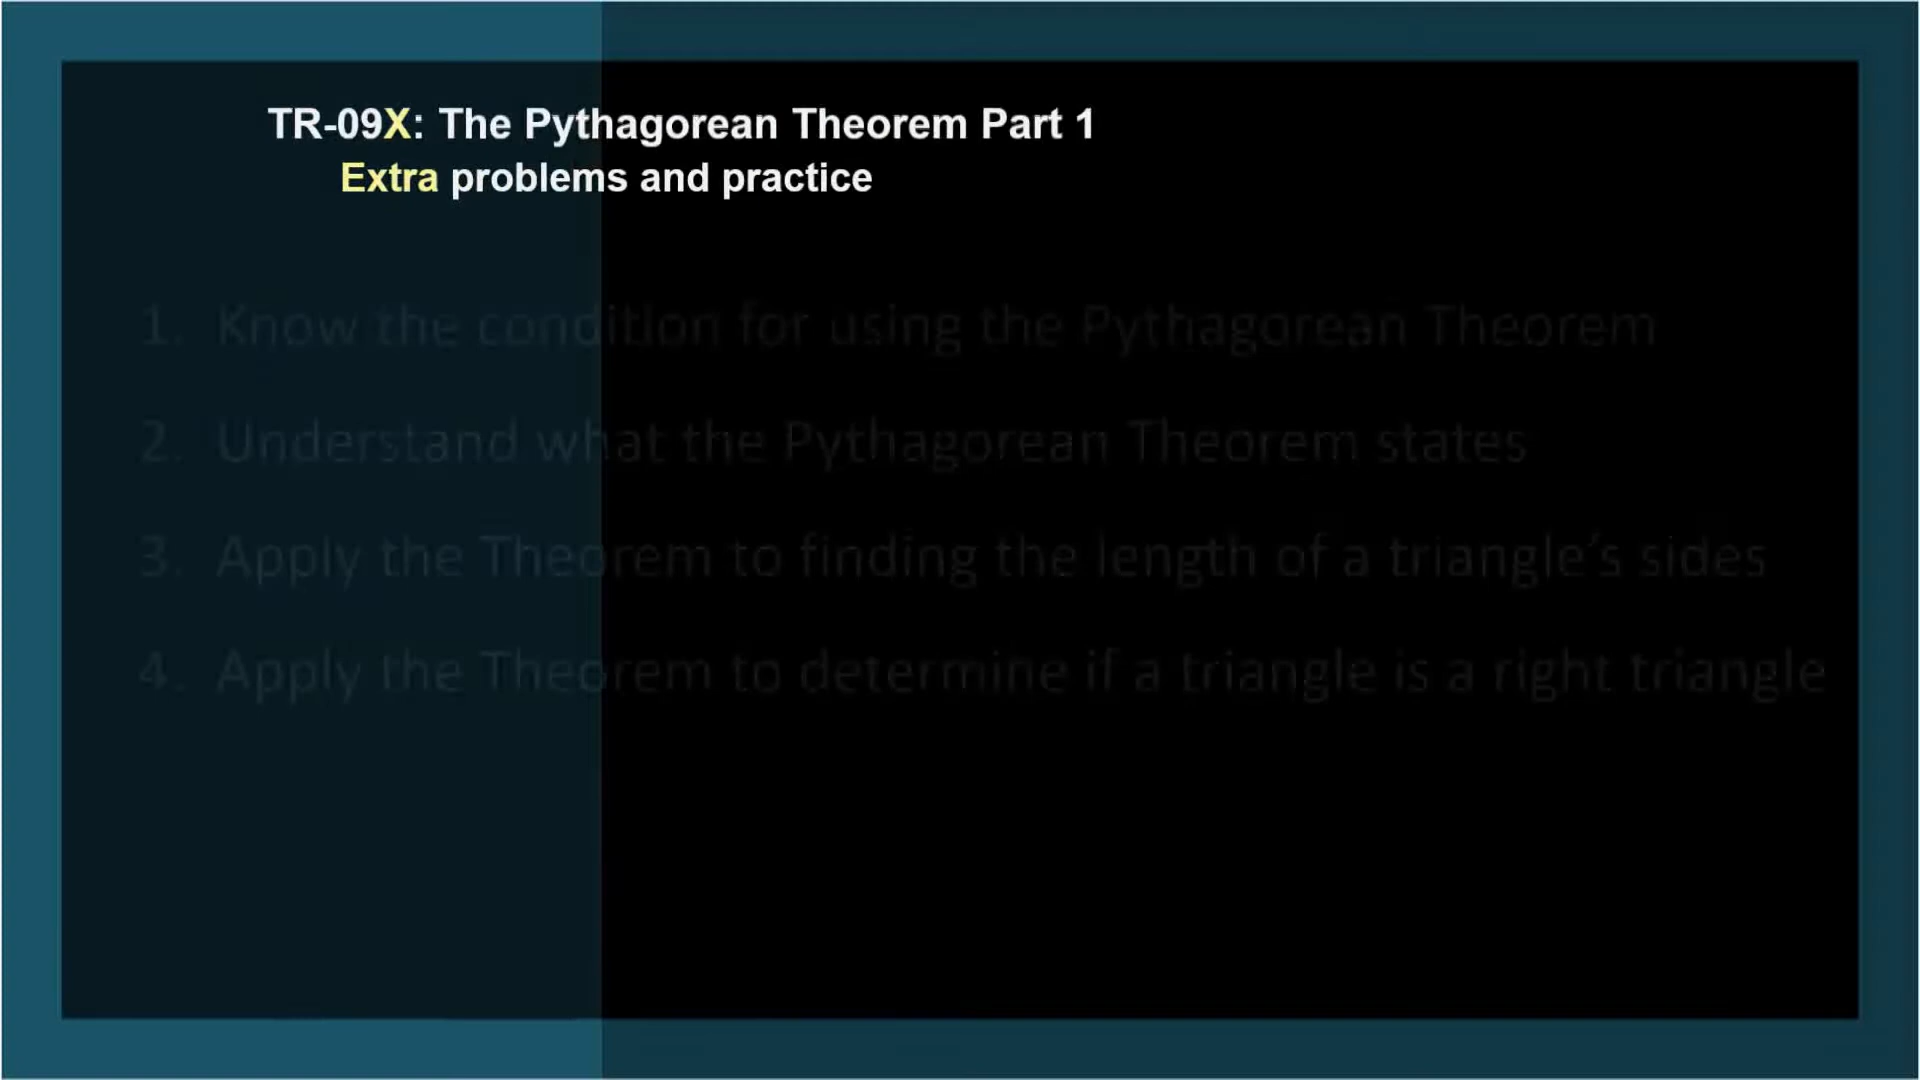 TR-09X: The Pythagorean Theorem Part 1
Extra problems and practice
1. Know the condition for using the Pythagorean Theorem
2. Understand what the Pythagorean Theorem states
3. Apply the Theorem to finding the length of a triangle’s sides
4. Apply the Theorem to determine if a triangle is a right triangle